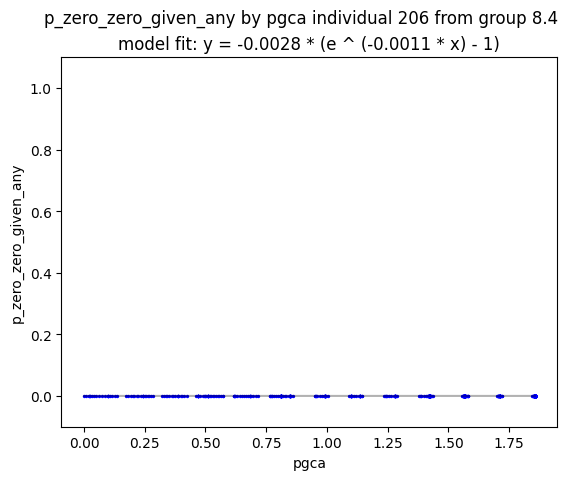 p_zero_zero_given_any by pgca individual 206 from group 8.4
model fit: y = -0.0028 * (e ^ (-0.0011 * x) - 1)
1.0
0.8
0.6
0.4
0.2
0.0
p_zero_zero_given_any
0.00 0.25 0.50 0.75 1.00 1.25 1.50 1.75
pgca